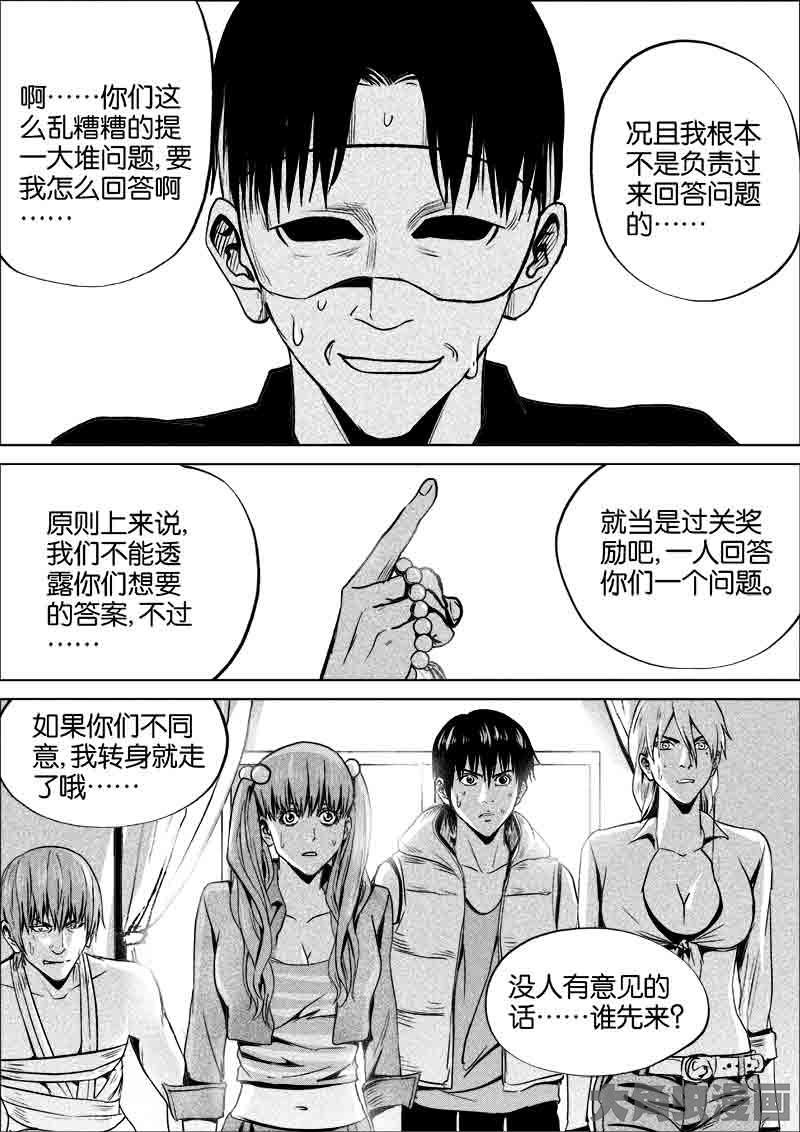 啊……你们这
么乱糟糟的提
一大堆问题,要
我怎么回答啊
……
况且我根本
不是负责过
来回答问题
的……
原则上来说,
我们不能透
露你们想要
的答案,不过
……
就当是过关奖
励吧,一人回答
你们一个问题。
如果你们不同
意,我转身就走
了哦……
没人有意见的
话……谁先来?
大角虫漫画